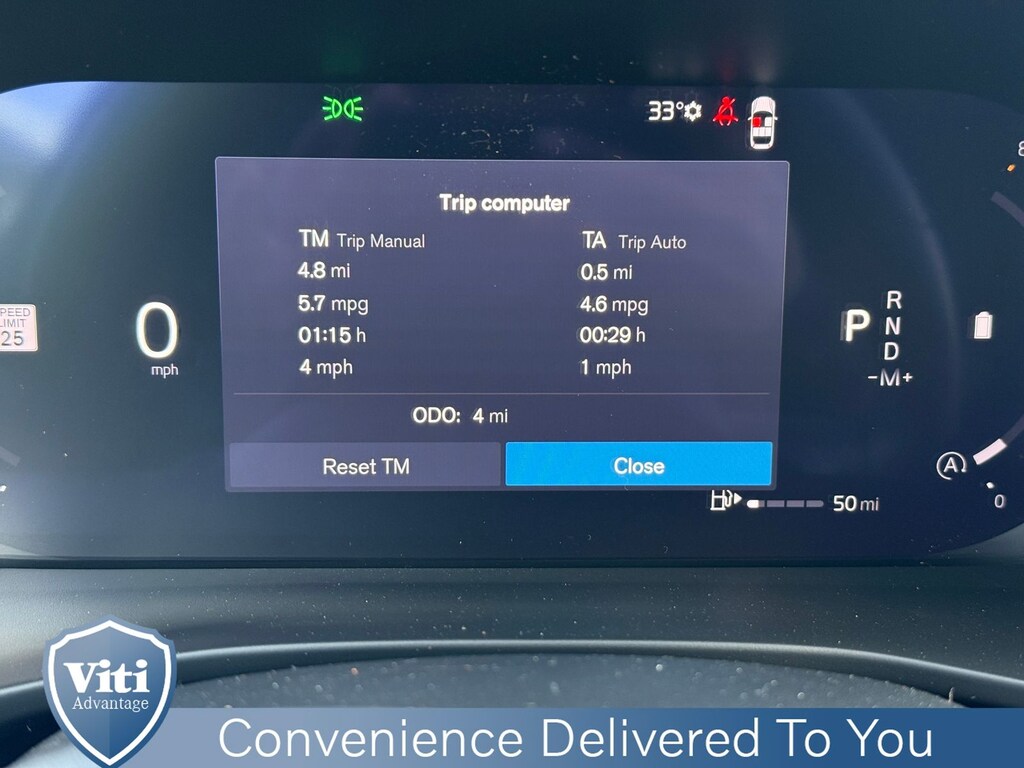 33°
8
Trip computer
TM Trip Manual
TA Trip Auto
4.8 mi
0.5 mi
5.7 mpg
4.6 mpg
01:15 h
00:29 h
4 mph
1 mph
ODO: 4 mi
Reset TM
Close
SPEED
LIMIT
25
0
mph
P
R
N
D
-M+
A
50 mi
0
Viti
Advantage
Convenience Delivered To You